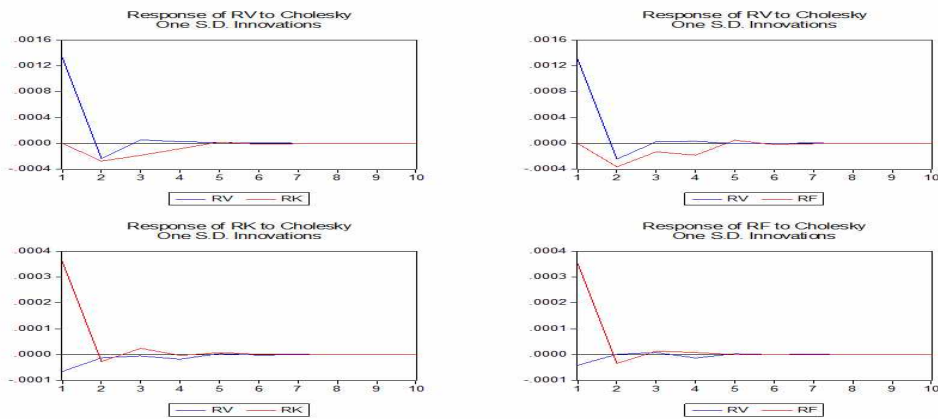 Response of RV to Cholesky
One S.D. Innovations
.0016
.0012
.0008
.0004
.0000
-.0004
1 2 3 4 5 6 7 8 9 10
RV RK
Response of RV to Cholesky
One S.D. Innovations
.0016
.0012
.0008
.0004
.0000
-.0004
1 2 3 4 5 6 7 8 9 10
RV RF
Response of RK to Cholesky
One S.D. Innovations
.0004
.0003
.0002
.0001
.0000
-.0001
1 2 3 4 5 6 7 8 9 10
RV RK
Response of RF to Cholesky
One S.D. Innovations
.0004
.0003
.0002
.0001
.0000
-.0001
1 2 3 4 5 6 7 8 9 10
RV RF